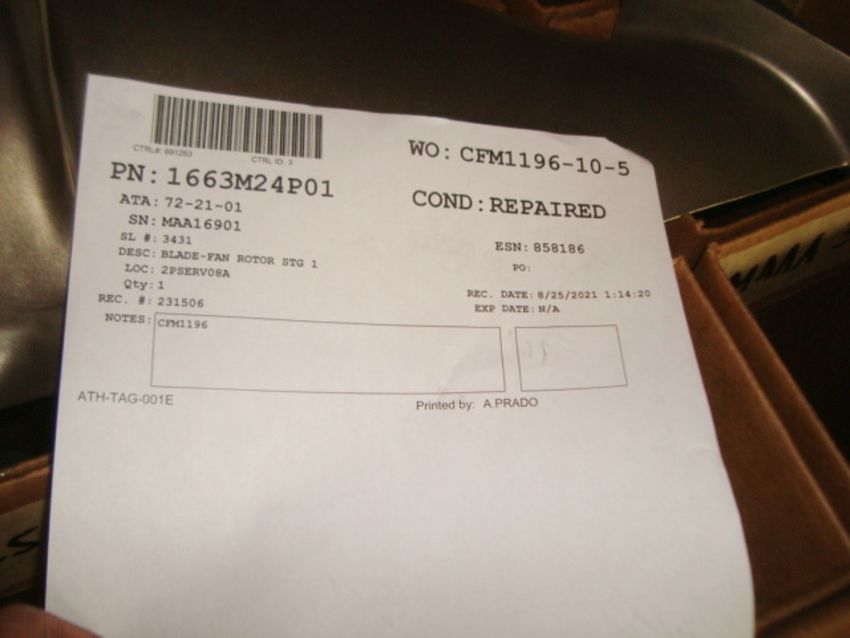 CTRL#: 691263
CTRL ID: 3
WO: CFM1196-10-5
PN: 1663M24P01
COND: REPAIRED
ATA: 72-21-01
SN: MAA16901
SL #: 3431
ESN: 858186
DESC: BLADE-FAN ROTOR STG 1
PO:
LOC: 2PSERV08A
Qty: 1
REC. DATE: 8/25/2021 1:14:20
REC. #: 231506
EXP DATE: N/A
NOTES: CFM1196
ATH-TAG-001E
Printed by: A.PRADO